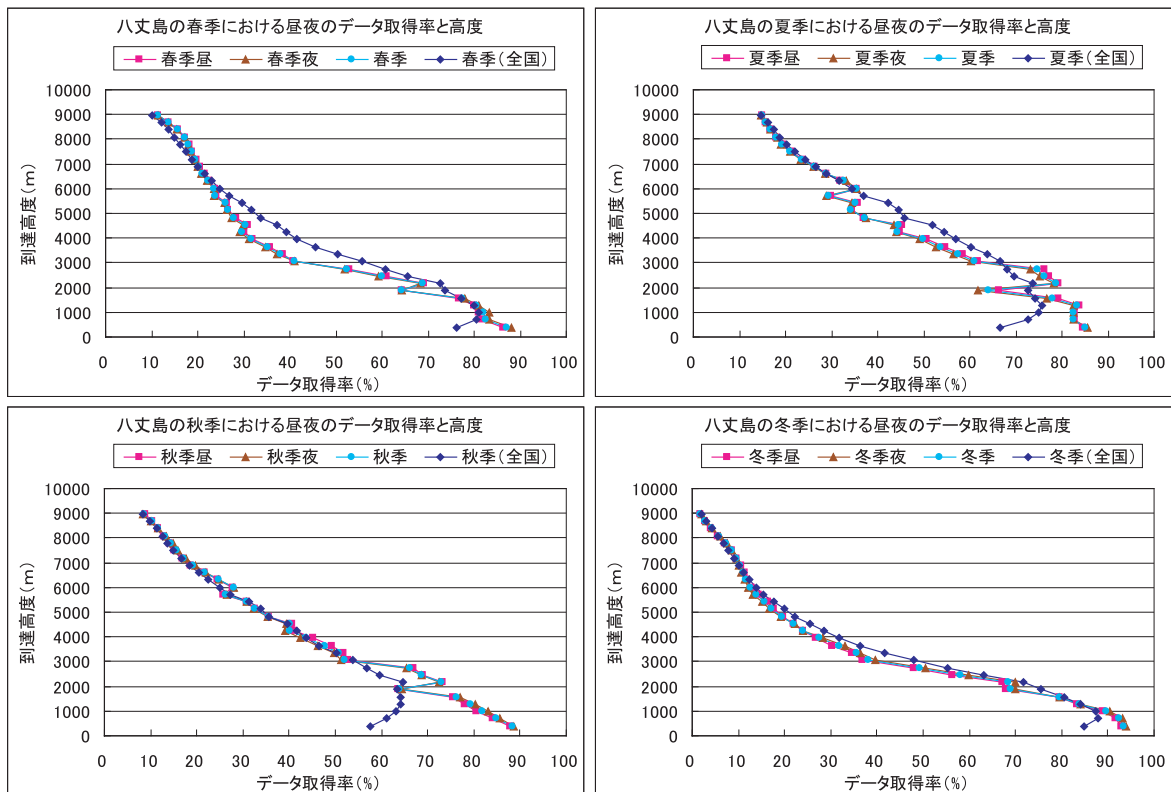 八丈島の春季における昼夜のデータ取得率と高度
春季昼 春季夜 春季 春季(全国)
10000
9000
8000
7000
6000
5000
4000
3000
2000
1000
0
到達高度(m)
0 10 20 30 40 50 60 70 80 90 100
データ取得率(%)
八丈島の夏季における昼夜のデータ取得率と高度
夏季昼 夏季夜 夏季 夏季(全国)
10000
9000
8000
7000
6000
5000
4000
3000
2000
1000
0
到達高度(m)
0 10 20 30 40 50 60 70 80 90 100
データ取得率(%)
八丈島の秋季における昼夜のデータ取得率と高度
秋季昼 秋季夜 秋季 秋季(全国)
10000
9000
8000
7000
6000
5000
4000
3000
2000
1000
0
到達高度(m)
0 10 20 30 40 50 60 70 80 90 100
データ取得率(%)
八丈島の冬季における昼夜のデータ取得率と高度
冬季昼 冬季夜 冬季 冬季(全国)
10000
9000
8000
7000
6000
5000
4000
3000
2000
1000
0
到達高度(m)
0 10 20 30 40 50 60 70 80 90 100
データ取得率(%)